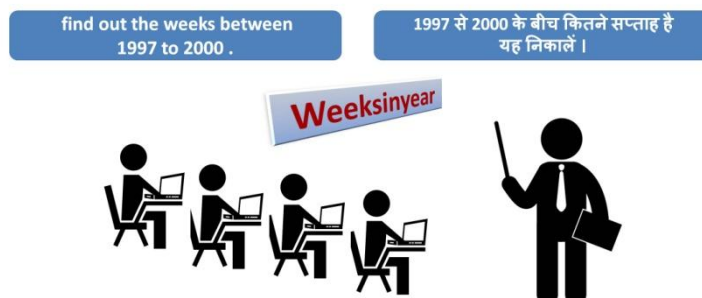 find out the weeks between
1997 to 2000 .
1997 से 2000 के बीच कितने सप्ताह है
यह निकालें ।
Weeksinyear